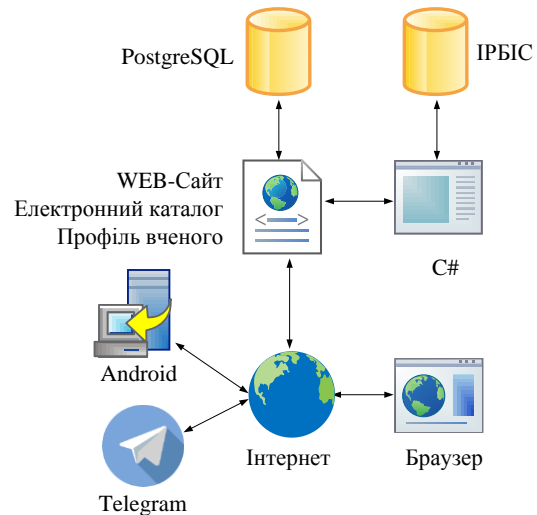 PostgreSQL
ІРБІС
WEB-Сайт
Електронний каталог
Профіль вченого
C#
Android
Інтернет
Браузер
Telegram